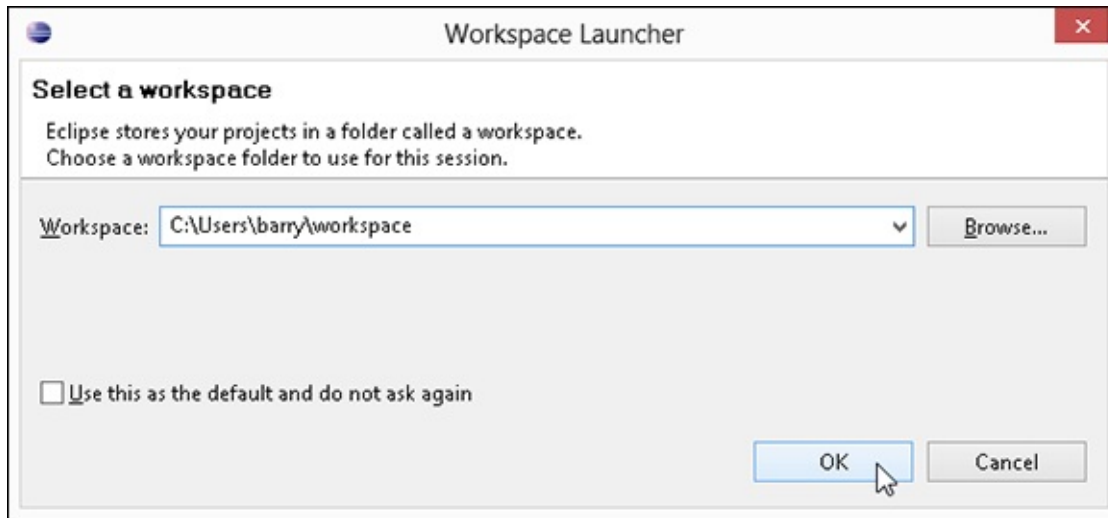 Workspace Launcher
Select a workspace
Eclipse stores your projects in a folder called a workspace.
Choose a workspace folder to use for this session.
Workspace: C:\Users\barry\workspace Browse...
Use this as the default and do not ask again
OK Cancel